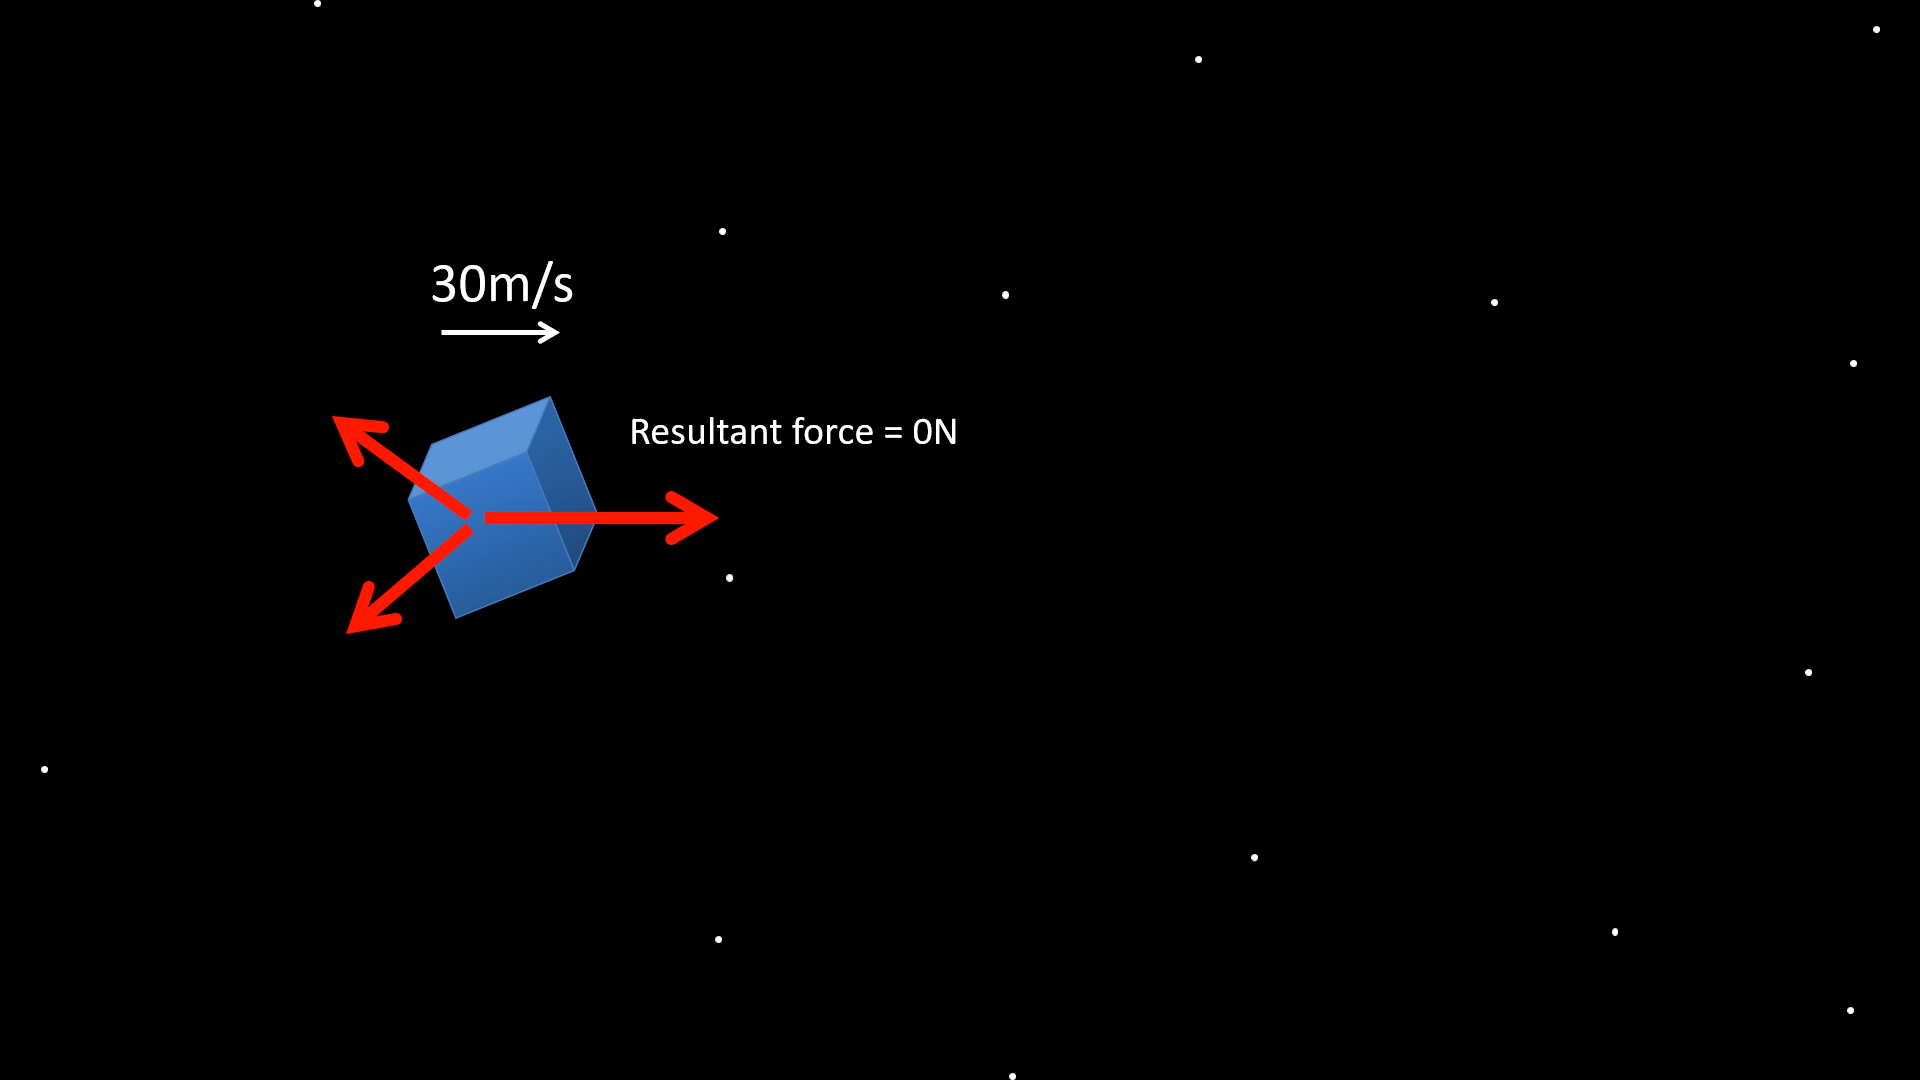 30m/s
Resultant force = 0N